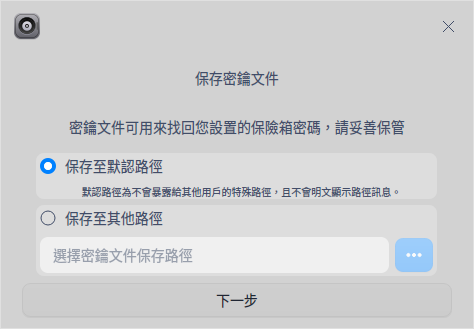 保存密鑰文件
密鑰文件可用來找回您設置的保險箱密碼，請妥善保管
保存至默認路徑
默認路徑為不會暴露給其他用戶的特殊路徑，且不會明文顯示路徑訊息。
保存至其他路徑
選擇密鑰文件保存路徑
下一步